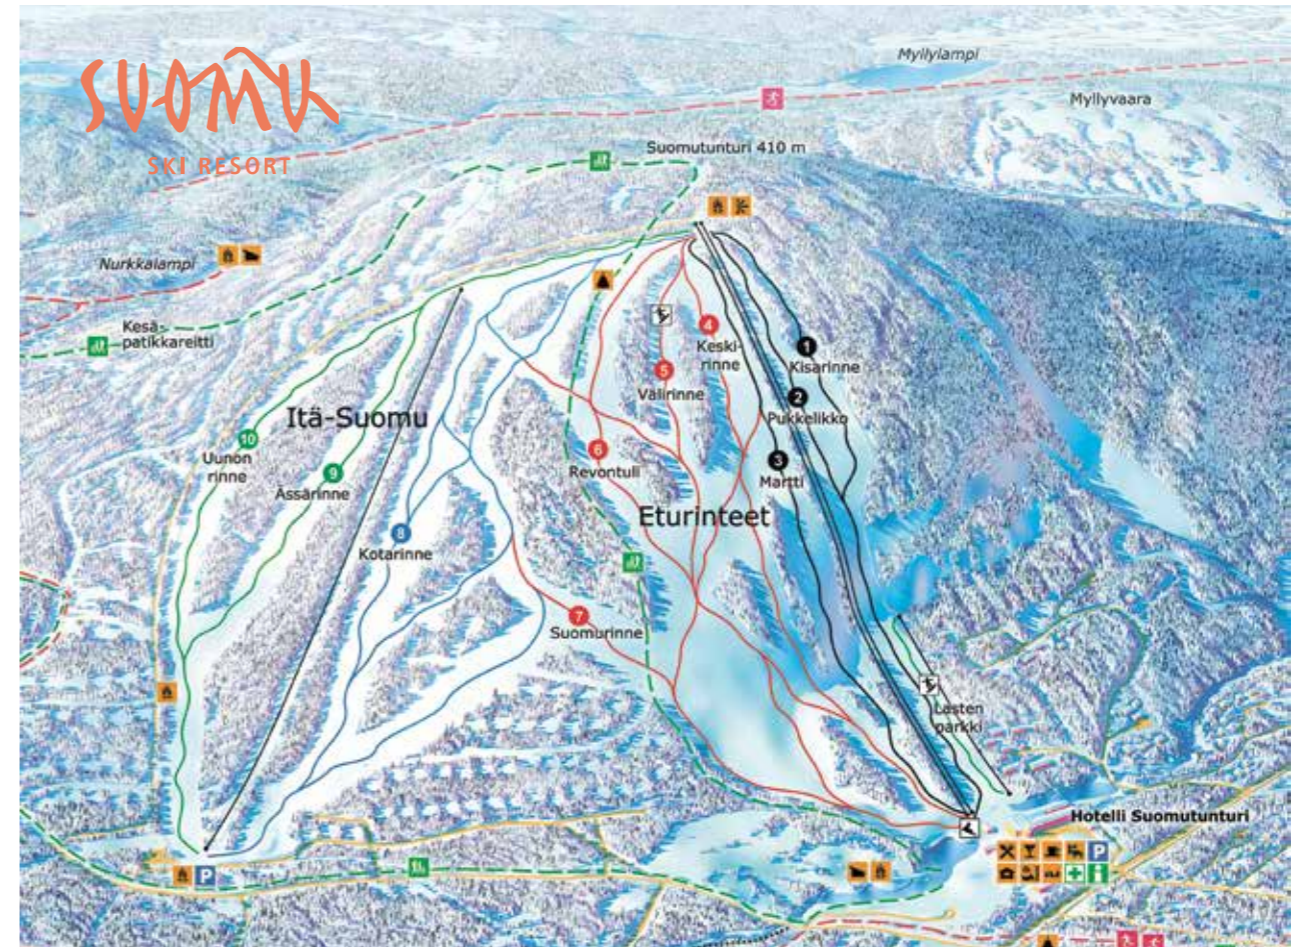 SUOMU
SKI RESORT
Myllylampi
Myllyvaara
Suomutunturi 410 m
Nurkkalampi
Kesä-
patikkareitti
Itä-Suomu
10
Uunon
rinne
9
Ässärinne
8
Kotarinne
7
Suomurinne
6
Revontuli
5
Välirinne
4
Keski-
rinne
1
Kisarinne
2
Pukkelikko
3
Martti
Eturinteet
Lasten
parkki
Hotelli Suomutunturi
P
P